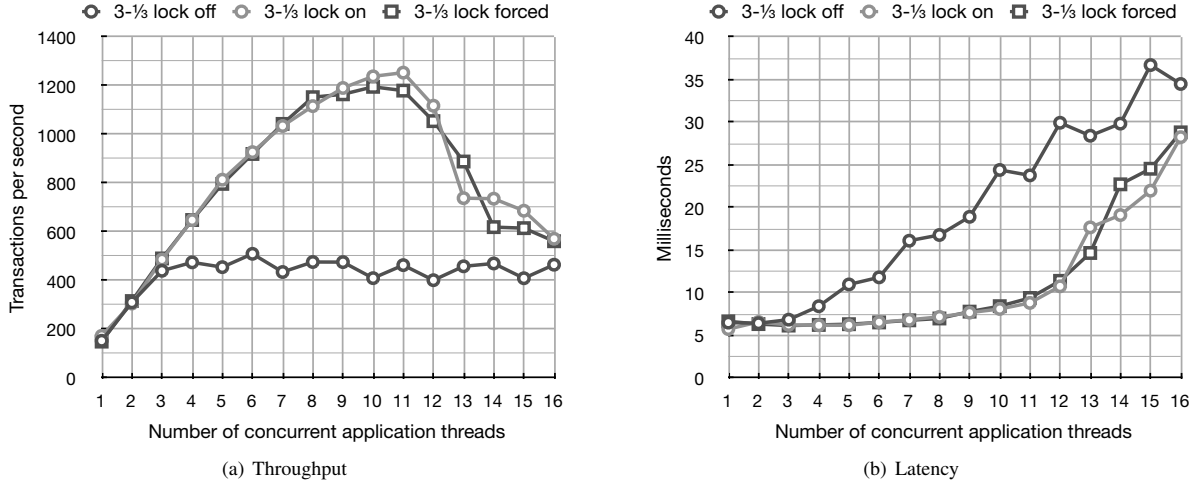 3-⅓ lock off 3-⅓ lock on 3-⅓ lock forced
1400
1200
1000
800
600
400
200
0
Transactions per second
1 2 3 4 5 6 7 8 9 10 11 12 13 14 15 16
Number of concurrent application threads
(a) Throughput
3-⅓ lock off 3-⅓ lock on 3-⅓ lock forced
40
35
30
25
20
15
10
5
0
Milliseconds
1 2 3 4 5 6 7 8 9 10 11 12 13 14 15 16
Number of concurrent application threads
(b) Latency